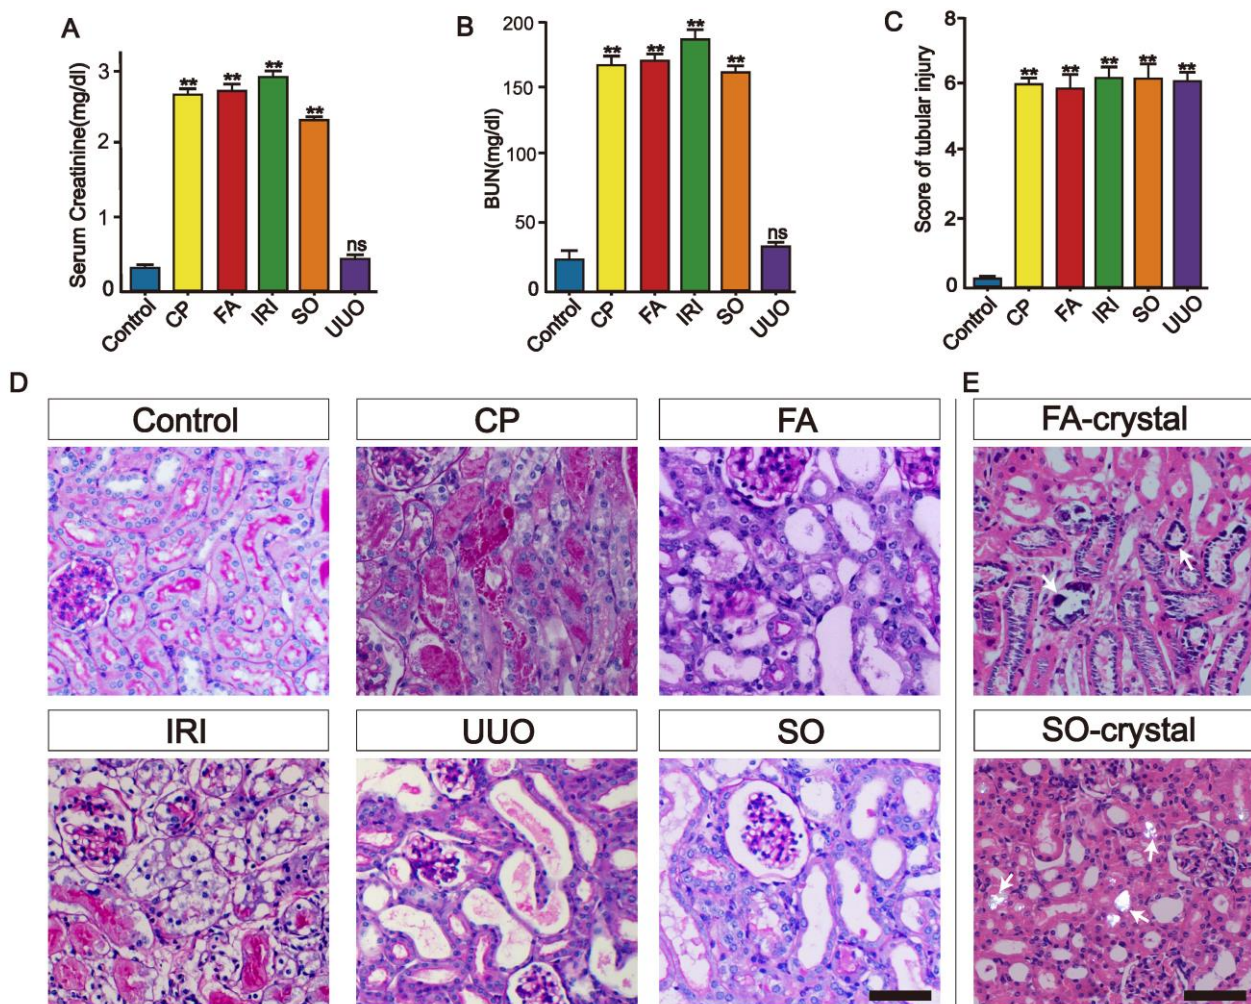 A
Serum Creatinine(mg/dl)
3
2
1
0
** ** ** ** ns
Control CP FA IRI SO UUO
B
BUN(mg/dl)
200
150
100
50
0
** ** ** ** ns
Control CP FA IRI SO UUO
C
Score of tubular injury
8
6
4
2
0
** ** ** ** **
Control CP FA IRI SO UUO
D
Control CP FA
IRI UUO SO
E
FA-crystal
SO-crystal